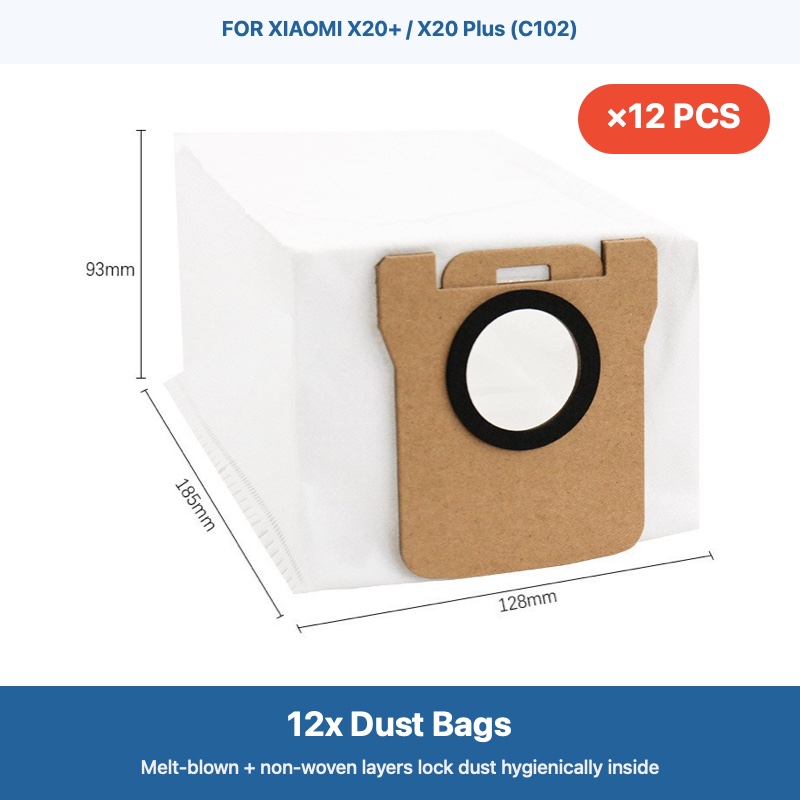 FOR XIAOMI X20+ / X20 Plus (C102)
×12 PCS
93mm
185mm
128mm
12x Dust Bags
Melt-blown + non-woven layers lock dust hygienically inside